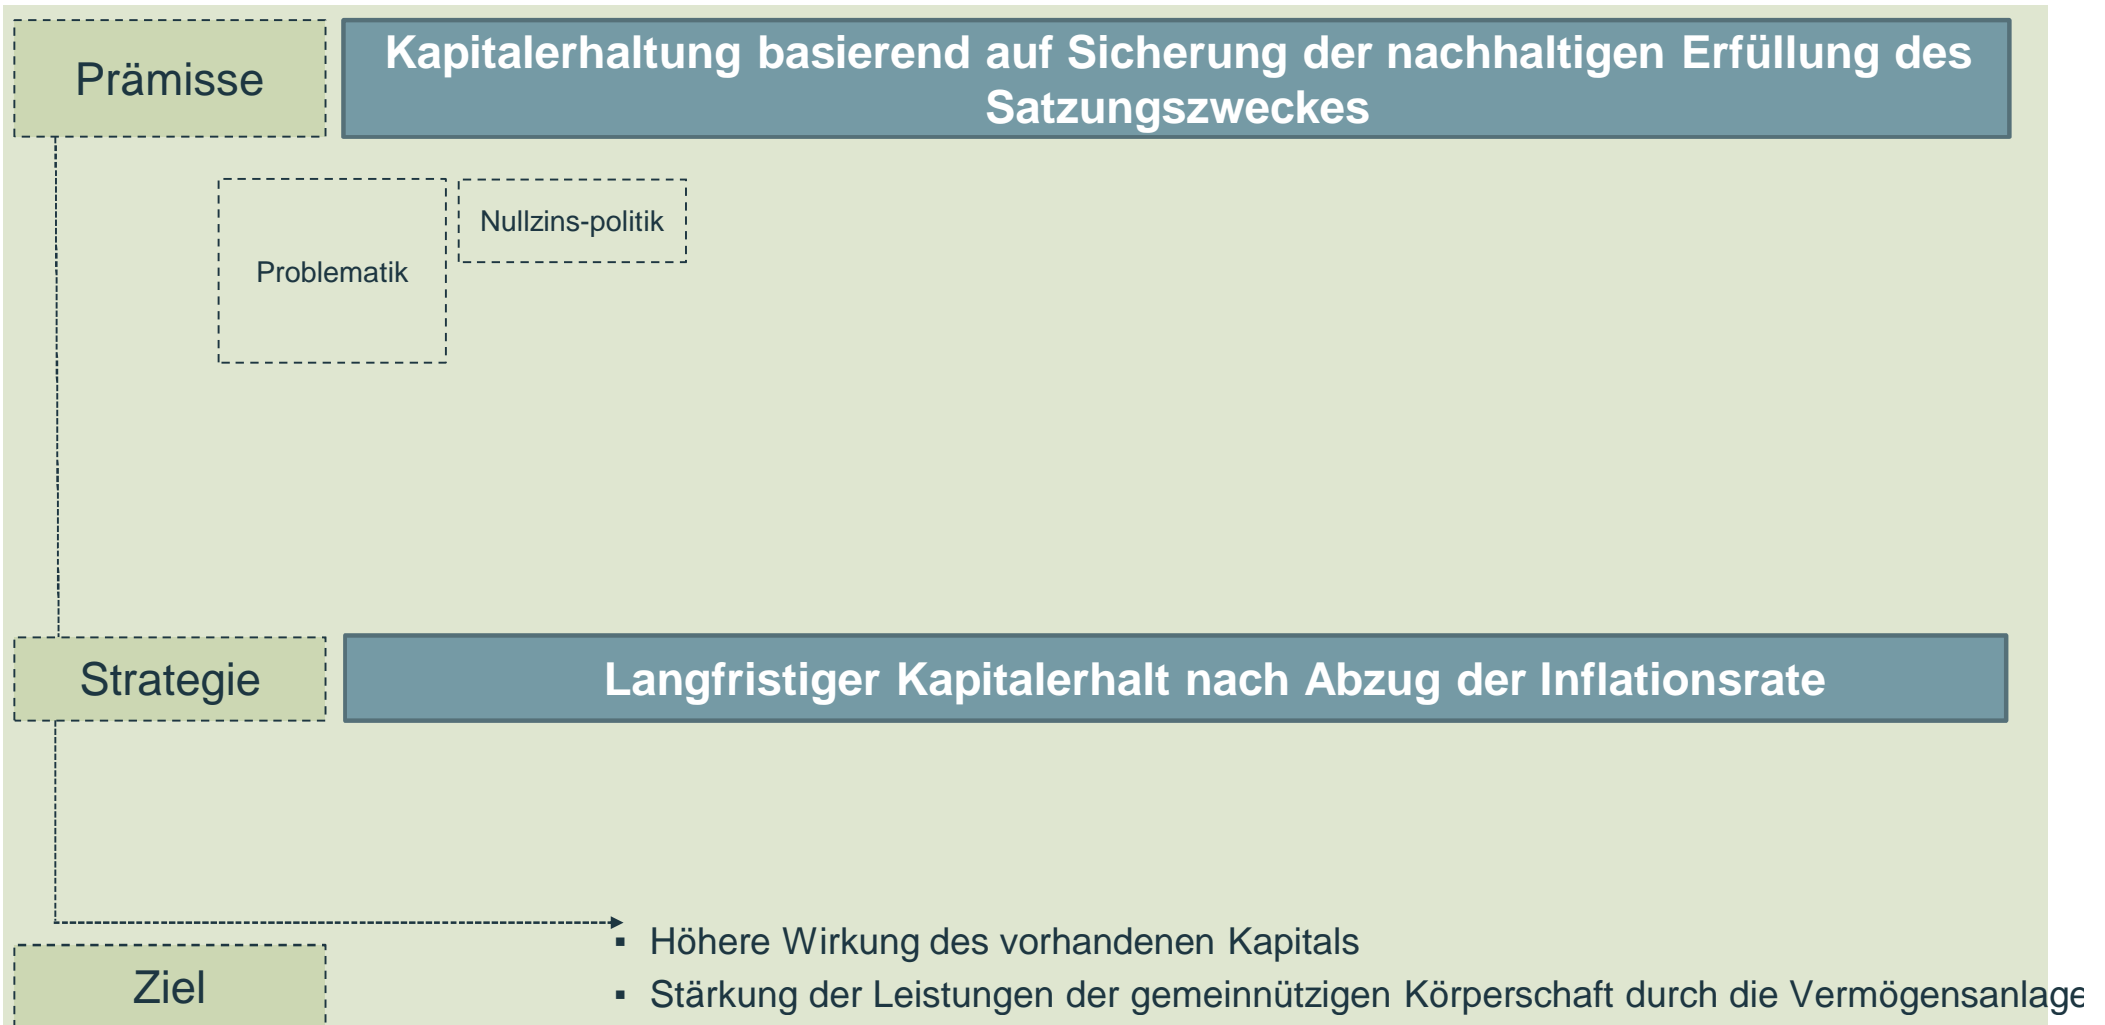 Prämisse
Kapitalerhaltung basierend auf Sicherung der nachhaltigen Erfüllung des
Satzungszweckes
Problematik
Nullzins-politik
Strategie
Langfristiger Kapitalerhalt nach Abzug der Inflationsrate
Ziel
▪ Höhere Wirkung des vorhandenen Kapitals
▪ Stärkung der Leistungen der gemeinnützigen Körperschaft durch die Vermögensanlage